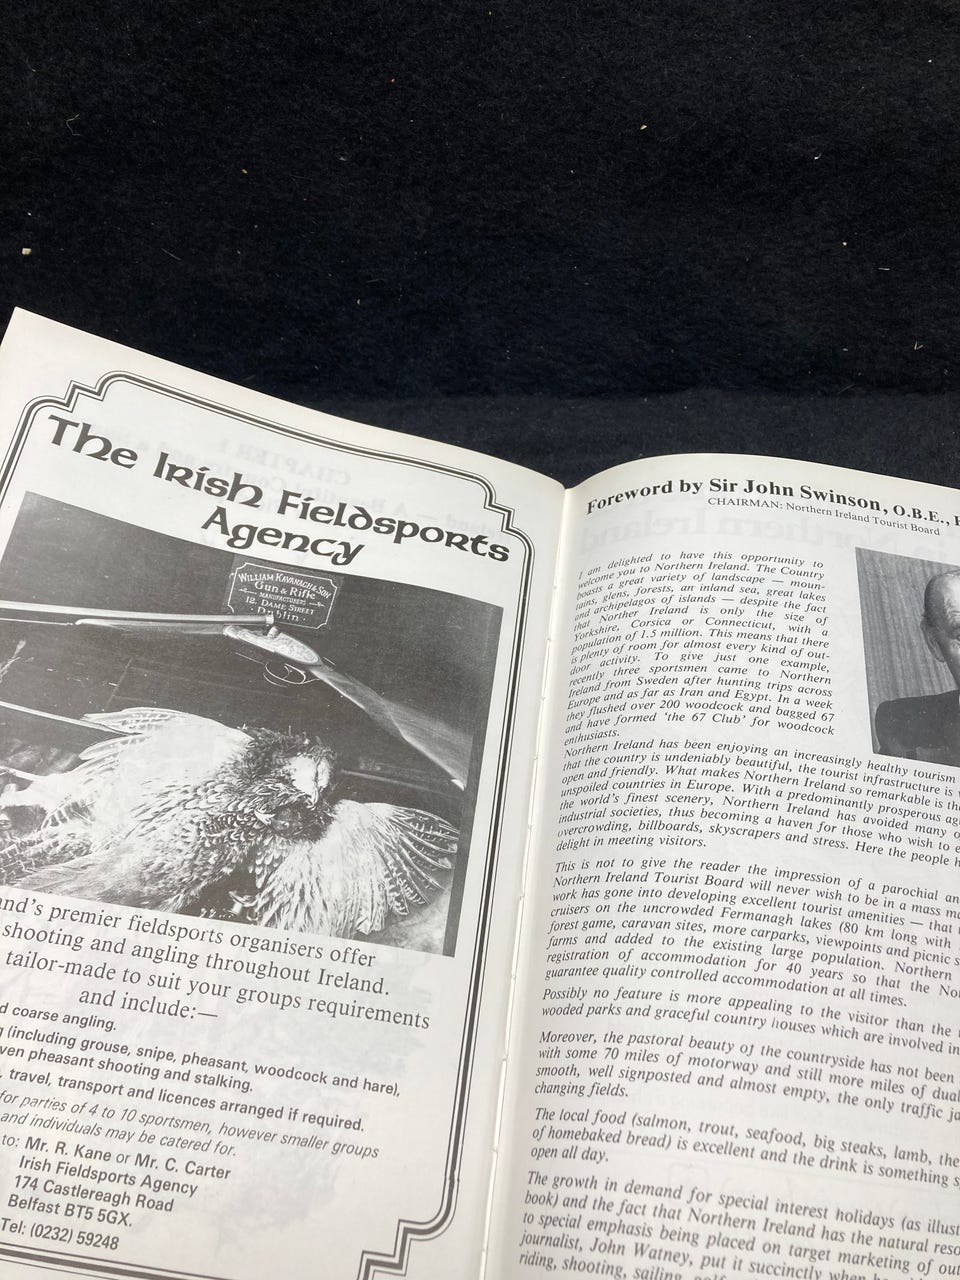 The Irish Fieldsports
Agency
WILLIAM KAVANAGH & SON
Gun & Rifle
MANUFACTURERS
12. DAME STREET
Dublin
and's premier fieldsports organisers offer
shooting and angling throughout Ireland.
tailor-made to suit your groups requirements
and include:—
d coarse angling.
g (including grouse, snipe, pheasant, woodcock and hare),
ven pheasant shooting and stalking.
, travel, transport and licences arranged if required.
for parties of 4 to 10 sportsmen, however smaller groups
and individuals may be catered for.
to: Mr. R. Kane or Mr. C. Carter
Irish Fieldsports Agency
174 Castlereagh Road
Belfast BT5 5GX.
Tel: (0232) 59248
Foreword by Sir John Swinson, O.B.E.,
CHAIRMAN: Northern Ireland Tourist Board
I am delighted to have this opportunity to
welcome you to Northern Ireland. The Country
boasts a great variety of landscape — moun-
tains, glens, forests, an inland sea, great lakes
and archipelagos of islands — despite the fact
that Norther Ireland is only the size of
Yorkshire, Corsica or Connecticut, with a
population of 1.5 million. This means that there
is plenty of room for almost every kind of out-
door activity. To give just one example,
recently three sportsmen came to Northern
Ireland from Sweden after hunting trips across
Europe and as far as Iran and Egypt. In a week
they flushed over 200 woodcock and bagged 67
and have formed 'the 67 Club' for woodcock
enthusiasts.
Northern Ireland has been enjoying an increasingly healthy tourism
that the country is undeniably beautiful, the tourist infrastructure is
open and friendly. What makes Northern Ireland so remarkable is tha
unspoiled countries in Europe. With a predominantly prosperous ag
the world's finest scenery, Northern Ireland has avoided many o
industrial societies, thus becoming a haven for those who wish to e
overcrowding, billboards, skyscrapers and stress. Here the people h
delight in meeting visitors.
This is not to give the reader the impression of a parochial an
Northern Ireland Tourist Board will never wish to be in a mass m
work has gone into developing excellent tourist amenities — that
cruisers on the uncrowded Fermanagh lakes (80 km long with
forest game, caravan sites, more carparks, viewpoints and picnic s
farms and added to the existing large population. Northern
registration of accommodation for 40 years so that the No
guarantee quality controlled accommodation at all times.
Possibly no feature is more appealing to the visitor than the
wooded parks and graceful country houses which are involved in
Moreover, the pastoral beauty of the countryside has not been
with some 70 miles of motorway and still more miles of dual
smooth, well signposted and almost empty, the only traffic ja
changing fields.
The local food (salmon, trout, seafood, big steaks, lamb, the
of homebaked bread) is excellent and the drink is something s
open all day.
The growth in demand for special interest holidays (as illust
book) and the fact that Northern Ireland has the natural reso
to special emphasis being placed on target marketing of out
journalist, John Watney, put it succinctly when
riding, shooting, sailing, golf